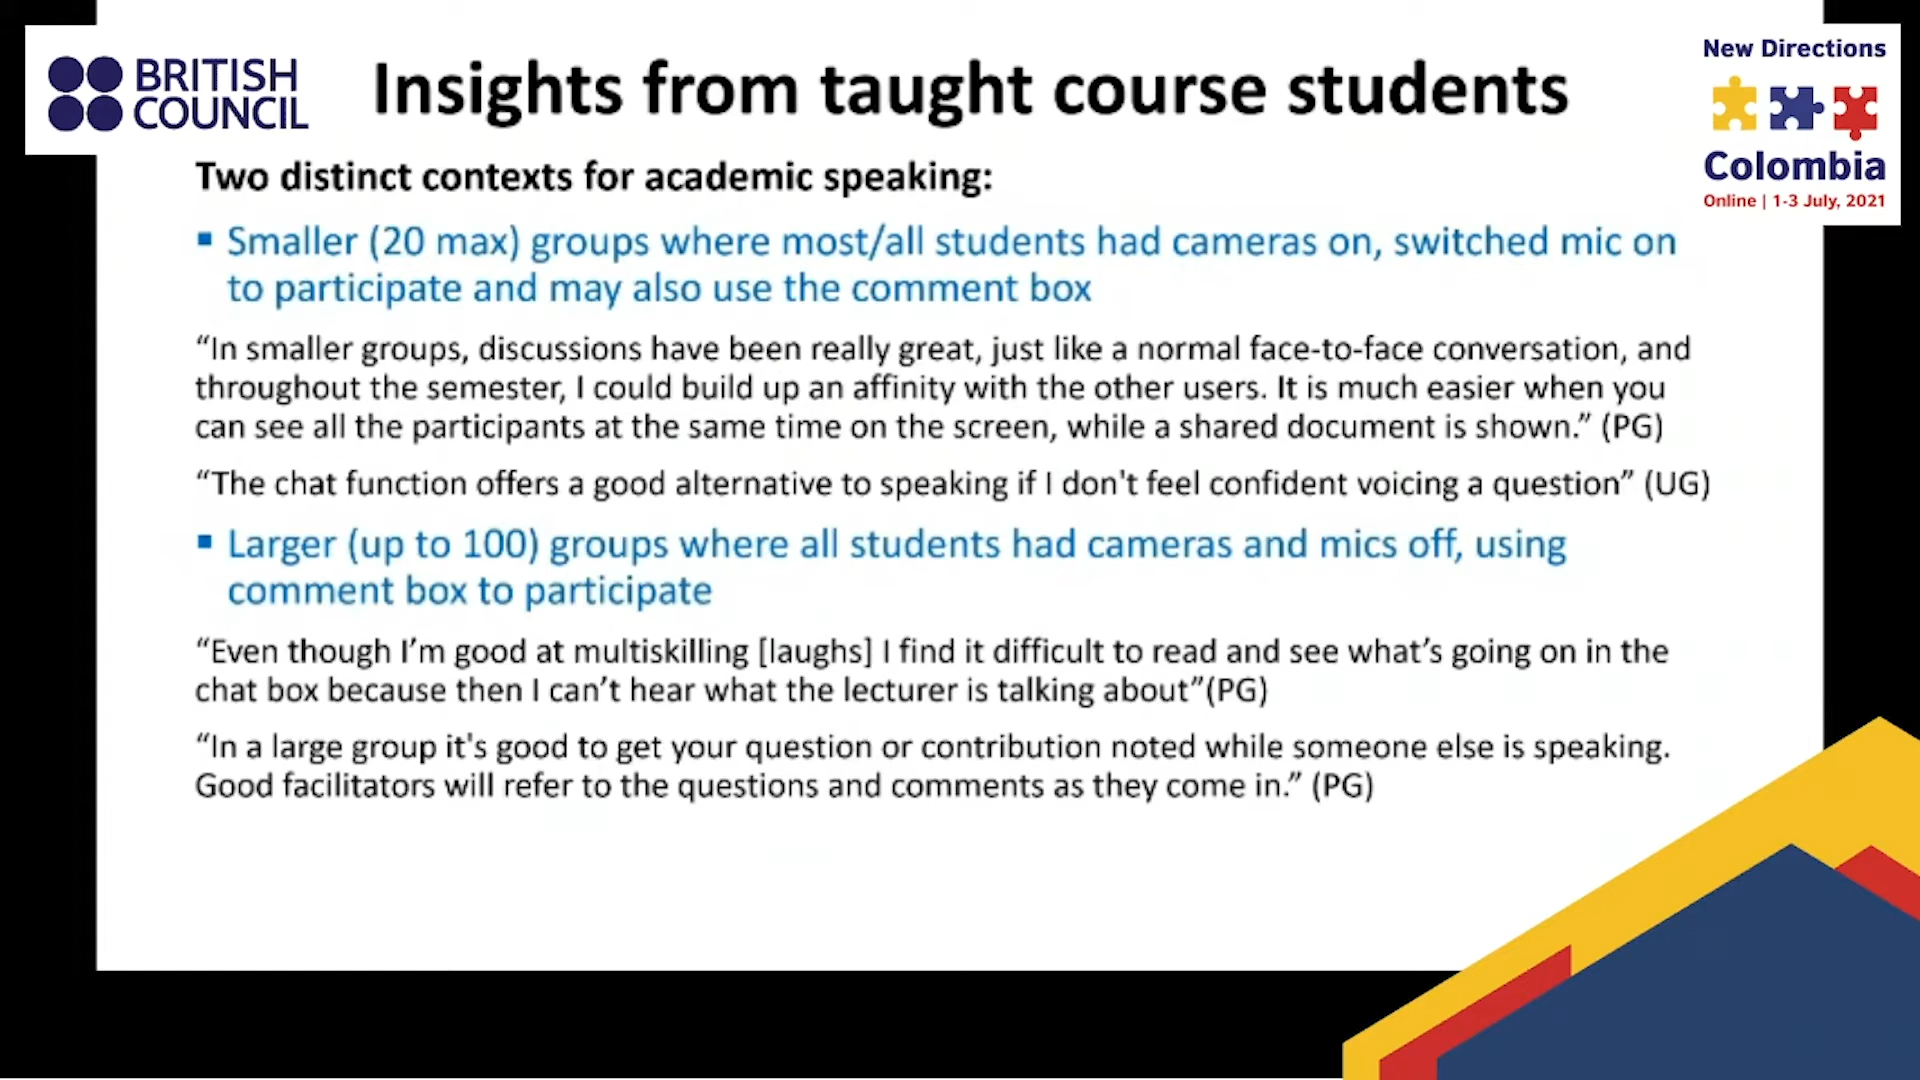 BRITISH
COUNCIL
Insights from taught course students
New Directions
Colombia
Online | 1-3 July, 2021
Two distinct contexts for academic speaking:
▪ Smaller (20 max) groups where most/all students had cameras on, switched mic on
to participate and may also use the comment box
“In smaller groups, discussions have been really great, just like a normal face-to-face conversation, and
throughout the semester, I could build up an affinity with the other users. It is much easier when you
can see all the participants at the same time on the screen, while a shared document is shown.” (PG)
“The chat function offers a good alternative to speaking if I don't feel confident voicing a question” (UG)
▪ Larger (up to 100) groups where all students had cameras and mics off, using
comment box to participate
“Even though I’m good at multiskilling [laughs] I find it difficult to read and see what’s going on in the
chat box because then I can’t hear what the lecturer is talking about”(PG)
“In a large group it's good to get your question or contribution noted while someone else is speaking.
Good facilitators will refer to the questions and comments as they come in.” (PG)